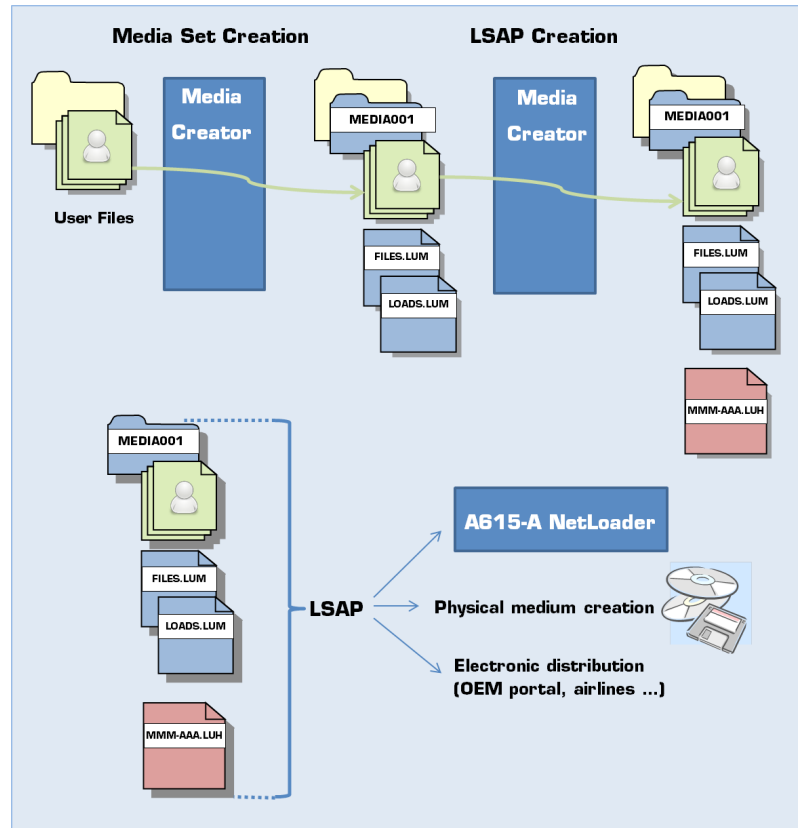 Media Set Creation
LSAP Creation
Media
Creator
MEDIA001
Media
Creator
MEDIA001
User Files
FILES.LUM
LOADS.LUM
FILES.LUM
LOADS.LUM
MMM-AAA.LUH
MEDIA001
FILES.LUM
LOADS.LUM
MMM-AAA.LUH
LSAP
A615-A NetLoader
Physical medium creation
Electronic distribution
(OEM portal, airlines ...)